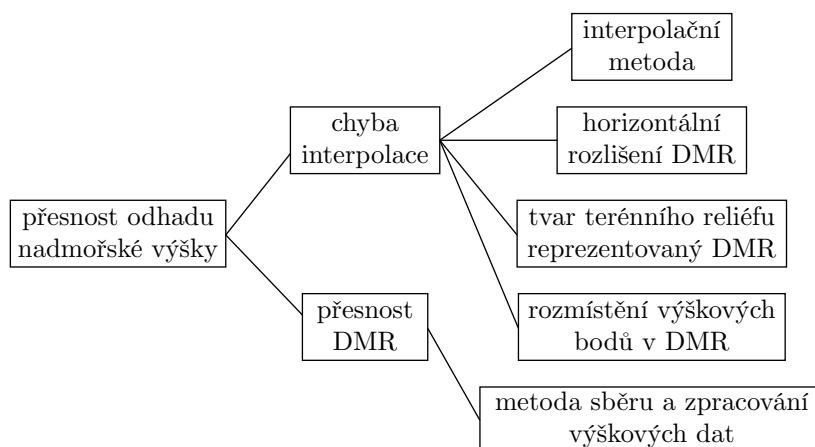 interpolační
metoda
chyba
interpolace
horizontální
rozlišení DMR
přesnost odhadu
nadmořské výšky
tvar terénního reliéfu
reprezentovaný DMR
přesnost
DMR
rozmístění výškových
bodů v DMR
metoda sběru a zpracování
výškových dat